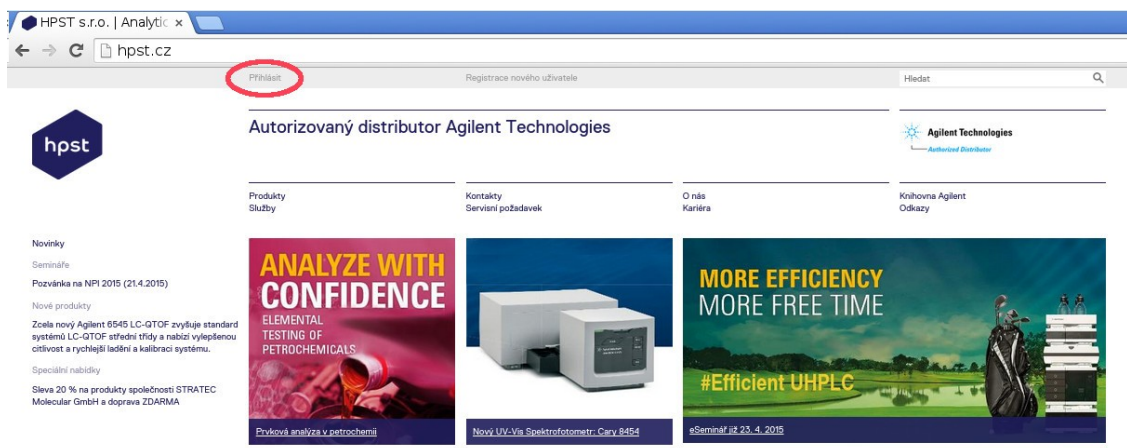 HPST s.r.o. | Analytic
hpst.cz
Přihlásit
Registrace nového uživatele
Hledat
hpst
Autorizovaný distributor Agilent Technologies
Agilent Technologies
Authorized Distributor
Produkty
Služby
Kontakty
Servisní požadavek
O nás
Kariéra
Knihovna Agilent
Odkazy
Novinky
Semináře
Pozvánka na NPI 2015 (21.4.2015)
Nové produkty
Zcela nový Agilent 6545 LC-QTOF zvyšuje standard
systémů LC-QTOF střední třídy a nabízí vylepšenou
citlivost a rychlejší ladění a kalibraci systému.
Speciální nabídky
Sleva 20 % na produkty společnosti STRATEC
Molecular GmbH a doprava ZDARMA
ANALYZE WITH
CONFIDENCE
ELEMENTAL
TESTING OF
PETROCHEMICALS
Prvková analýza v petrochemii
Nový UV-Vis Spektrofotometr: Cary 8454
MORE EFFICIENCY
MORE FREE TIME
#Efficient UHPLC
eSeminář již 23. 4. 2015